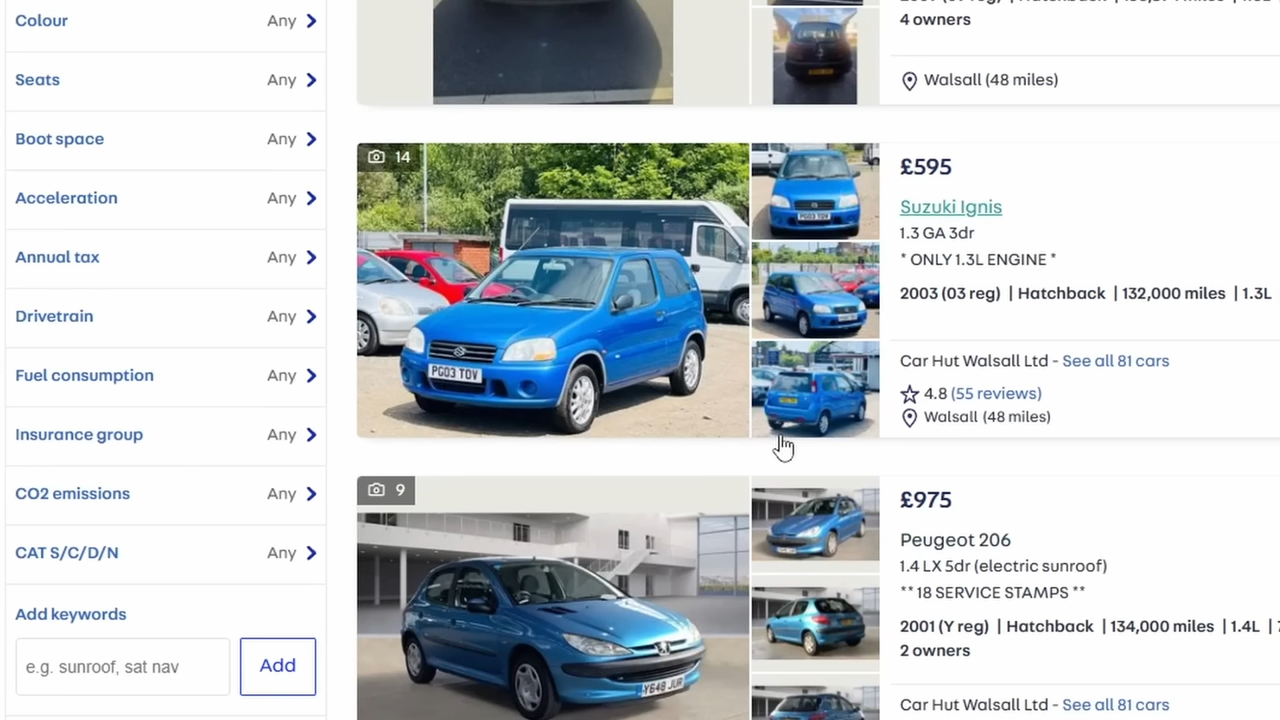 Colour Any
Seats Any
Boot space Any
Acceleration Any
Annual tax Any
Drivetrain Any
Fuel consumption Any
Insurance group Any
CO2 emissions Any
CAT S/C/D/N Any
Add keywords
e.g. sunroof, sat nav
Add
4 owners
Walsall (48 miles)
14
PG03 TOV
PG03 TOV
£595
Suzuki Ignis
1.3 GA 3dr
* ONLY 1.3L ENGINE *
2003 (03 reg) | Hatchback | 132,000 miles | 1.3L
Car Hut Walsall Ltd - See all 81 cars
4.8 (55 reviews)
Walsall (48 miles)
9
Y648 JUR
£975
Peugeot 206
1.4 LX 5dr (electric sunroof)
** 18 SERVICE STAMPS **
2001 (Y reg) | Hatchback | 134,000 miles | 1.4L |
2 owners
Car Hut Walsall Ltd - See all 81 cars